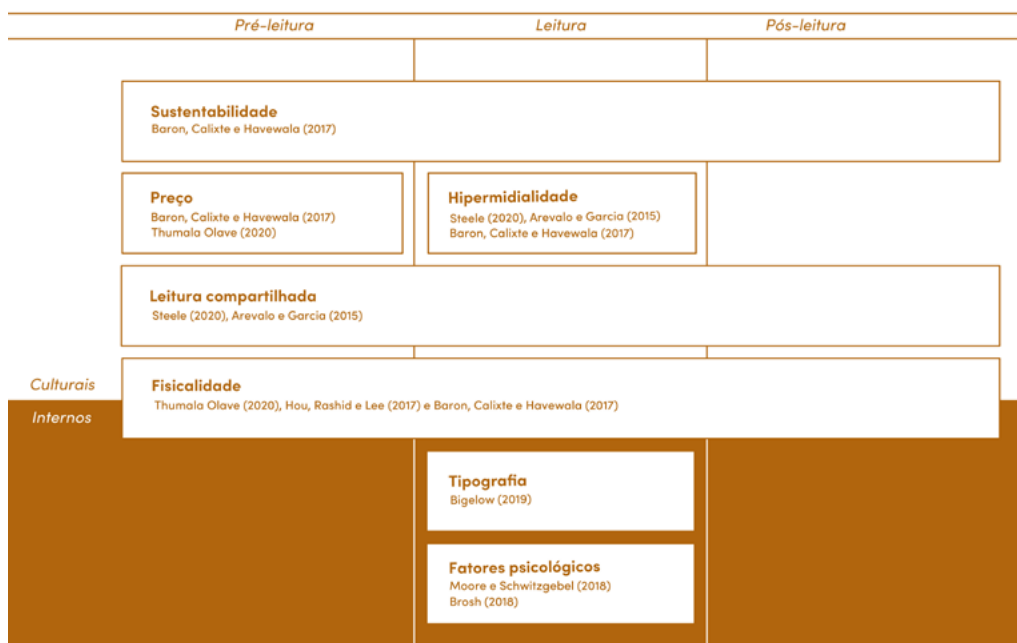 Pré-leitura
Leitura
Pós-leitura
Sustentabilidade
Baron, Calixte e Havewala (2017)
Preço
Baron, Calixte e Havewala (2017)
Thumala Olave (2020)
Hipermidialidade
Steele (2020), Arevalo e Garcia (2015)
Baron, Calixte e Havewala (2017)
Leitura compartilhada
Steele (2020), Arevalo e Garcia (2015)
Culturais
Internos
Fisicalidade
Thumala Olave (2020), Hou, Rashid e Lee (2017) e Baron, Calixte e Havewala (2017)
Tipografia
Bigelow (2019)
Fatores psicológicos
Moore e Schwitzgebel (2018)
Brosh (2018)